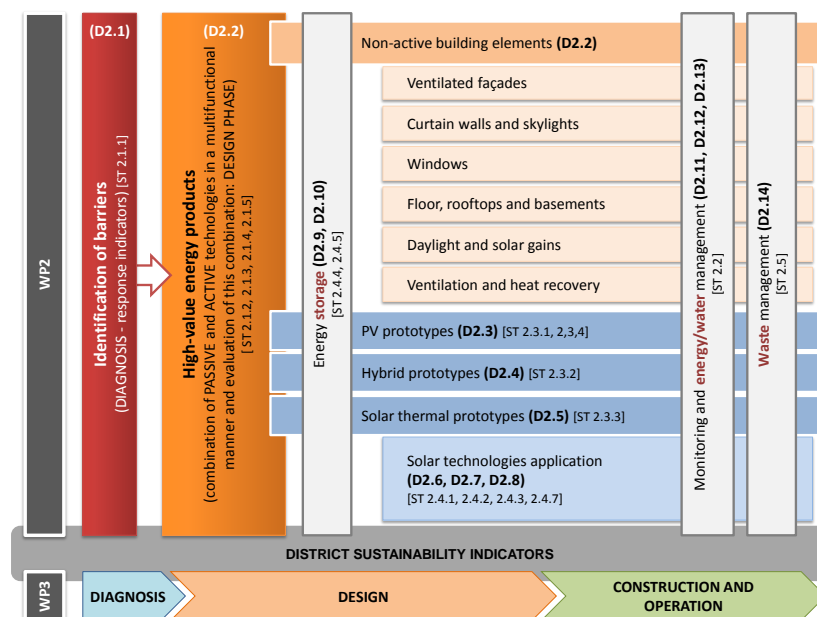 WP2
(D2.1)
Identification of barriers
(DIAGNOSIS - response indicators) [ST 2.1.1]
(D2.2)
High-value energy products
(combination of PASSIVE and ACTIVE technologies in a multifunctional
manner and evaluation of this combination: DESIGN PHASE)
[ ST 2.1.2, 2.1.3, 2.1.4, 2.1.5]
Energy storage (D2.9, D2.10)
[ST 2.4.4, 2.4.5]
Non-active building elements (D2.2)
Ventilated façades
Curtain walls and skylights
Windows
Floor, rooftops and basements
Daylight and solar gains
Ventilation and heat recovery
PV prototypes (D2.3) [ST 2.3.1, 2,3,4]
Hybrid prototypes (D2.4) [ST 2.3.2]
Solar thermal prototypes (D2.5) [ST 2.3.3]
Solar technologies application
(D2.6, D2.7, D2.8)
[ST 2.4.1, 2.4.2, 2.4.3, 2.4.7]
Monitoring and energy/water management (D2.11, D2.12, D2.13)
[ST 2.2]
Waste management (D2.14)
[ST 2.5]
DISTRICT SUSTAINABILITY INDICATORS
WP3
DIAGNOSIS
DESIGN
CONSTRUCTION AND
OPERATION